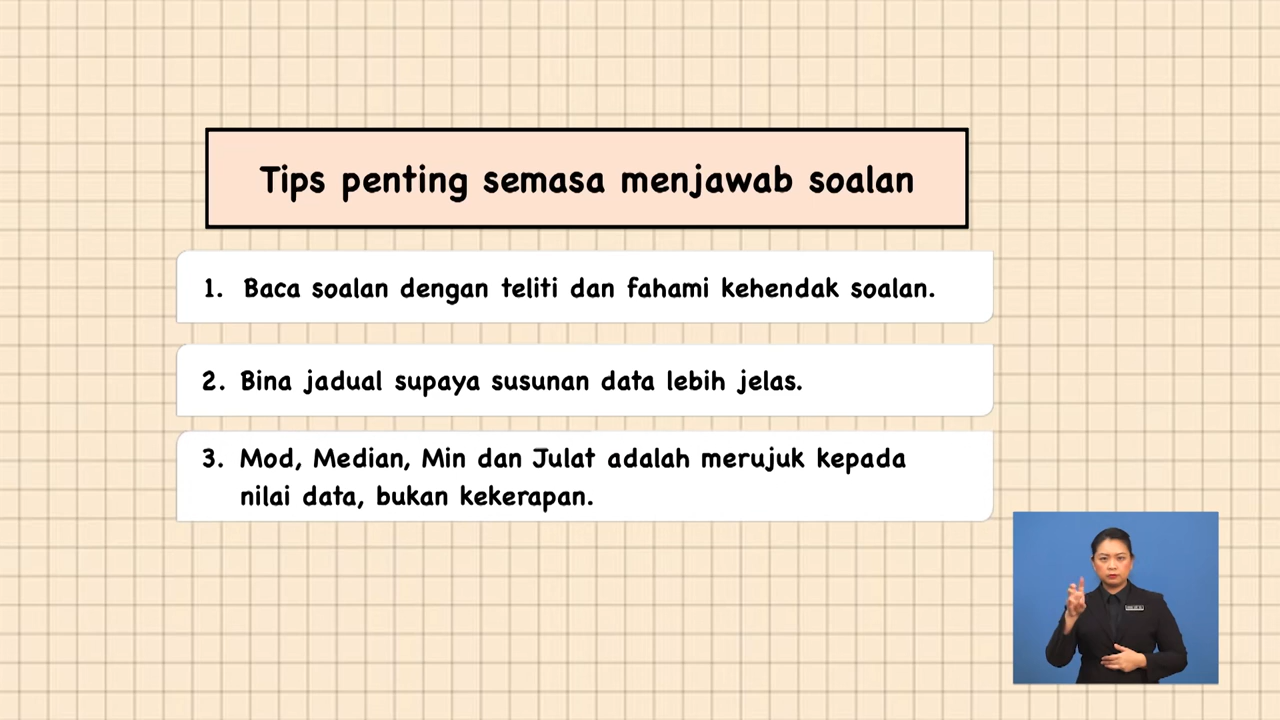 Tips penting semasa menjawab soalan
1. Baca soalan dengan teliti dan fahami kehendak soalan.
2. Bina jadual supaya susunan data lebih jelas.
3. Mod, Median, Min dan Julat adalah merujuk kepada
nilai data, bukan kekerapan.